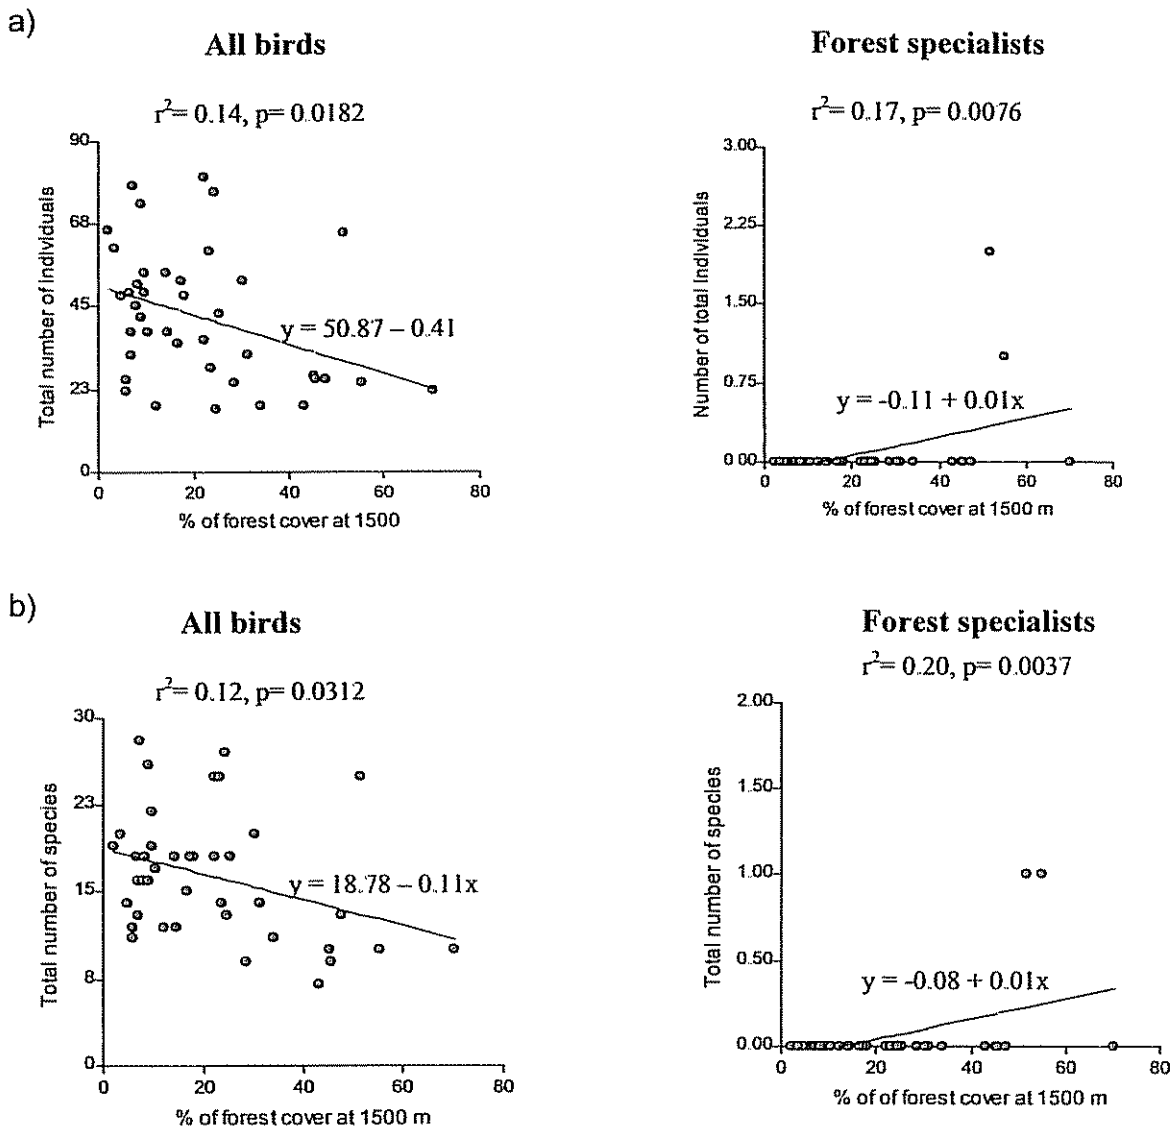 a)
All birds
r²= 0.14, p= 0.0182
90
68
45
23
0
Total number of individuals
y = 50.87 – 0.41
0 20 40 60 80
% of forest cover at 1500
Forest specialists
r²= 0.17, p= 0.0076
3.00
2.25
1.50
0.75
0.00
Number of total Individuals
y = -0.11 + 0.01x
0 20 40 60 80
% of forest cover at 1500 m
b)
All birds
r²= 0.12, p= 0.0312
30
23
15
8
0
Total number of species
y = 18.78 – 0.11x
0 20 40 60 80
% of of forest cover at 1500 m
Forest specialists
r²= 0.20, p= 0.0037
2.00
1.50
1.00
0.50
0.00
Total number of species
y = -0.08 + 0.01x
0 20 40 60 80
% of of forest cover at 1500 m